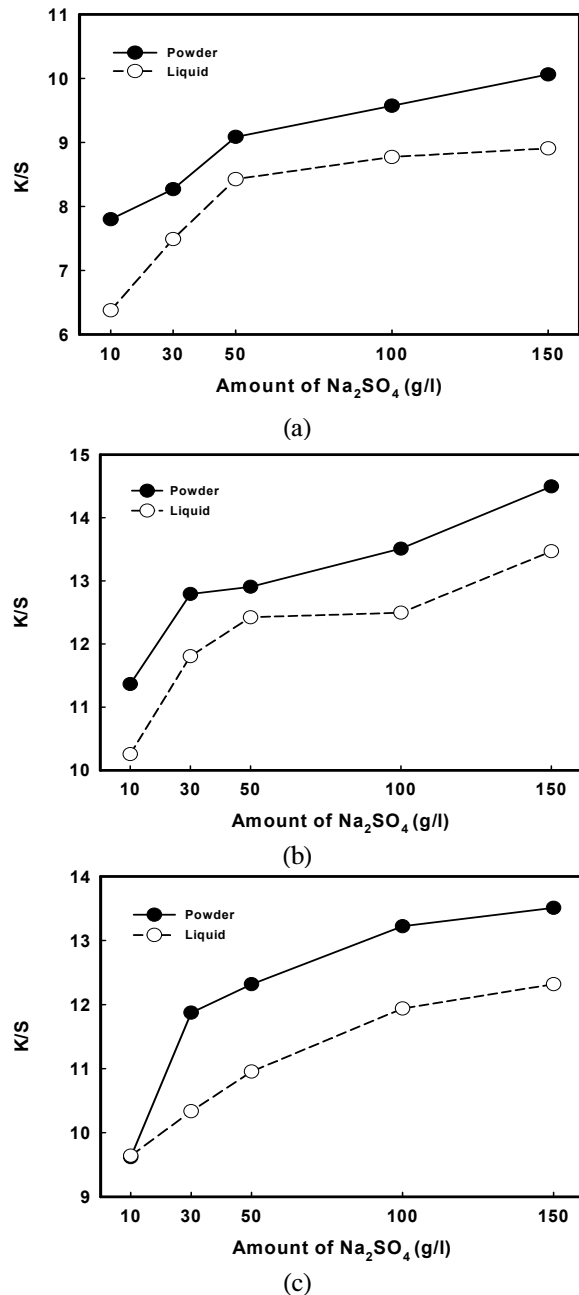 11
10
9
8
7
6
K/S
Powder
Liquid
10 30 50 100 150
Amount of Na₂SO₄ (g/l)
(a)
15
14
13
12
11
10
K/S
Powder
Liquid
10 30 50 100 150
Amount of Na₂SO₄ (g/l)
(b)
14
13
12
11
10
9
K/S
Powder
Liquid
10 30 50 100 150
Amount of Na₂SO₄ (g/l)
(c)